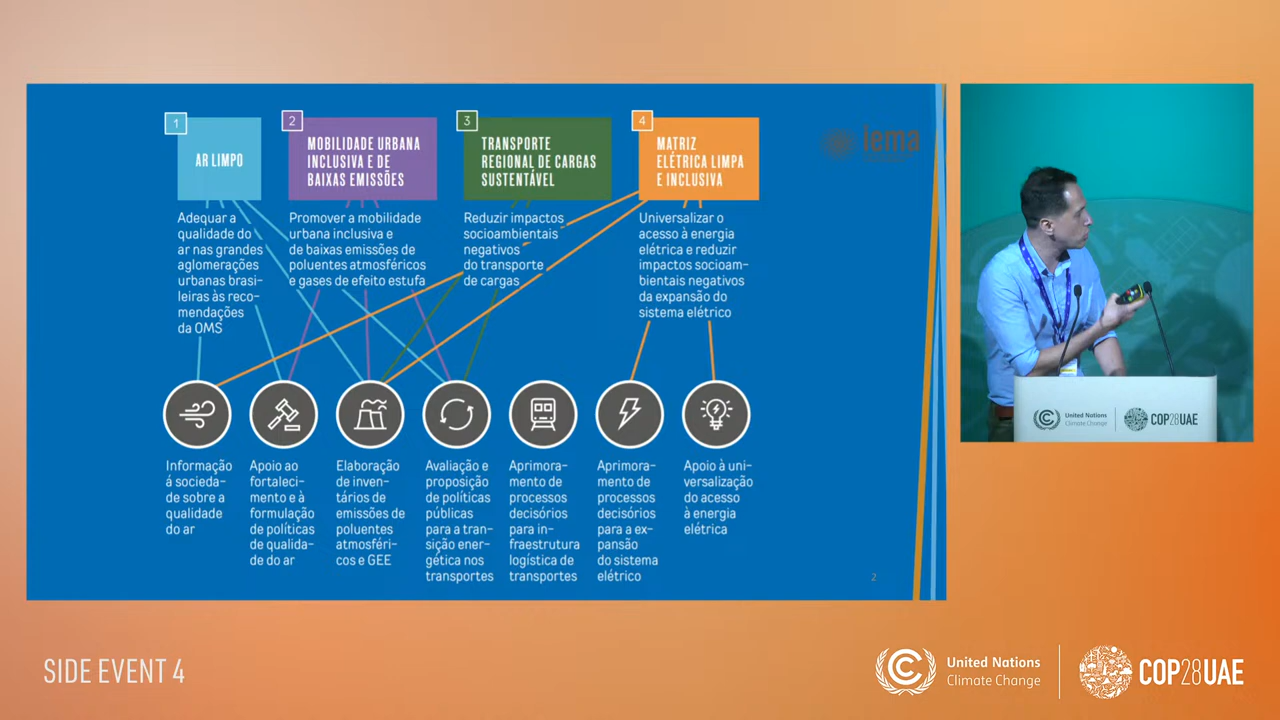 1
AR LIMPO
Adequar a
qualidade do
ar nas grandes
aglomerações
urbanas brasi-
leiras às reco-
mendações
da OMS
2
MOBILIDADE URBANA
INCLUSIVA E DE
BAIXAS EMISSÕES
Promover a mobilidade
urbana inclusiva e
de baixas emissões de
poluentes atmosféricos
e gases de efeito estufa
3
TRANSPORTE
REGIONAL DE CARGAS
SUSTENTÁVEL
Reduzir impactos
socioambientais
negativos
do transporte
de cargas
4
MATRIZ
ELÉTRICA LIMPA
E INCLUSIVA
Universalizar o
acesso à energia
elétrica e reduzir
impactos socioam-
bientais negativos
da expansão do
sistema elétrico
iema
Informação
á socieda-
de sobre a
qualidade
do ar
Apoio ao
fortaleci-
mento e à
formulação
de políticas
de qualida-
de do ar
Elaboração
de inven-
tários de
emissões de
poluentes
atmosféri-
cos e GEE
Avaliação e
proposição
de políticas
públicas
para a tran-
sição ener-
gética nos
transportes
Aprimora-
mento de
processos
decisórios
para in-
fraestrutura
logística de
transportes
Aprimora-
mento de
processos
decisórios
para a ex-
pansão
do sistema
elétrico
Apoio à uni-
versalização
do acesso
à energia
elétrica
2
United Nations
Climate Change
COP28UAE
SIDE EVENT 4
United Nations
Climate Change
COP28UAE